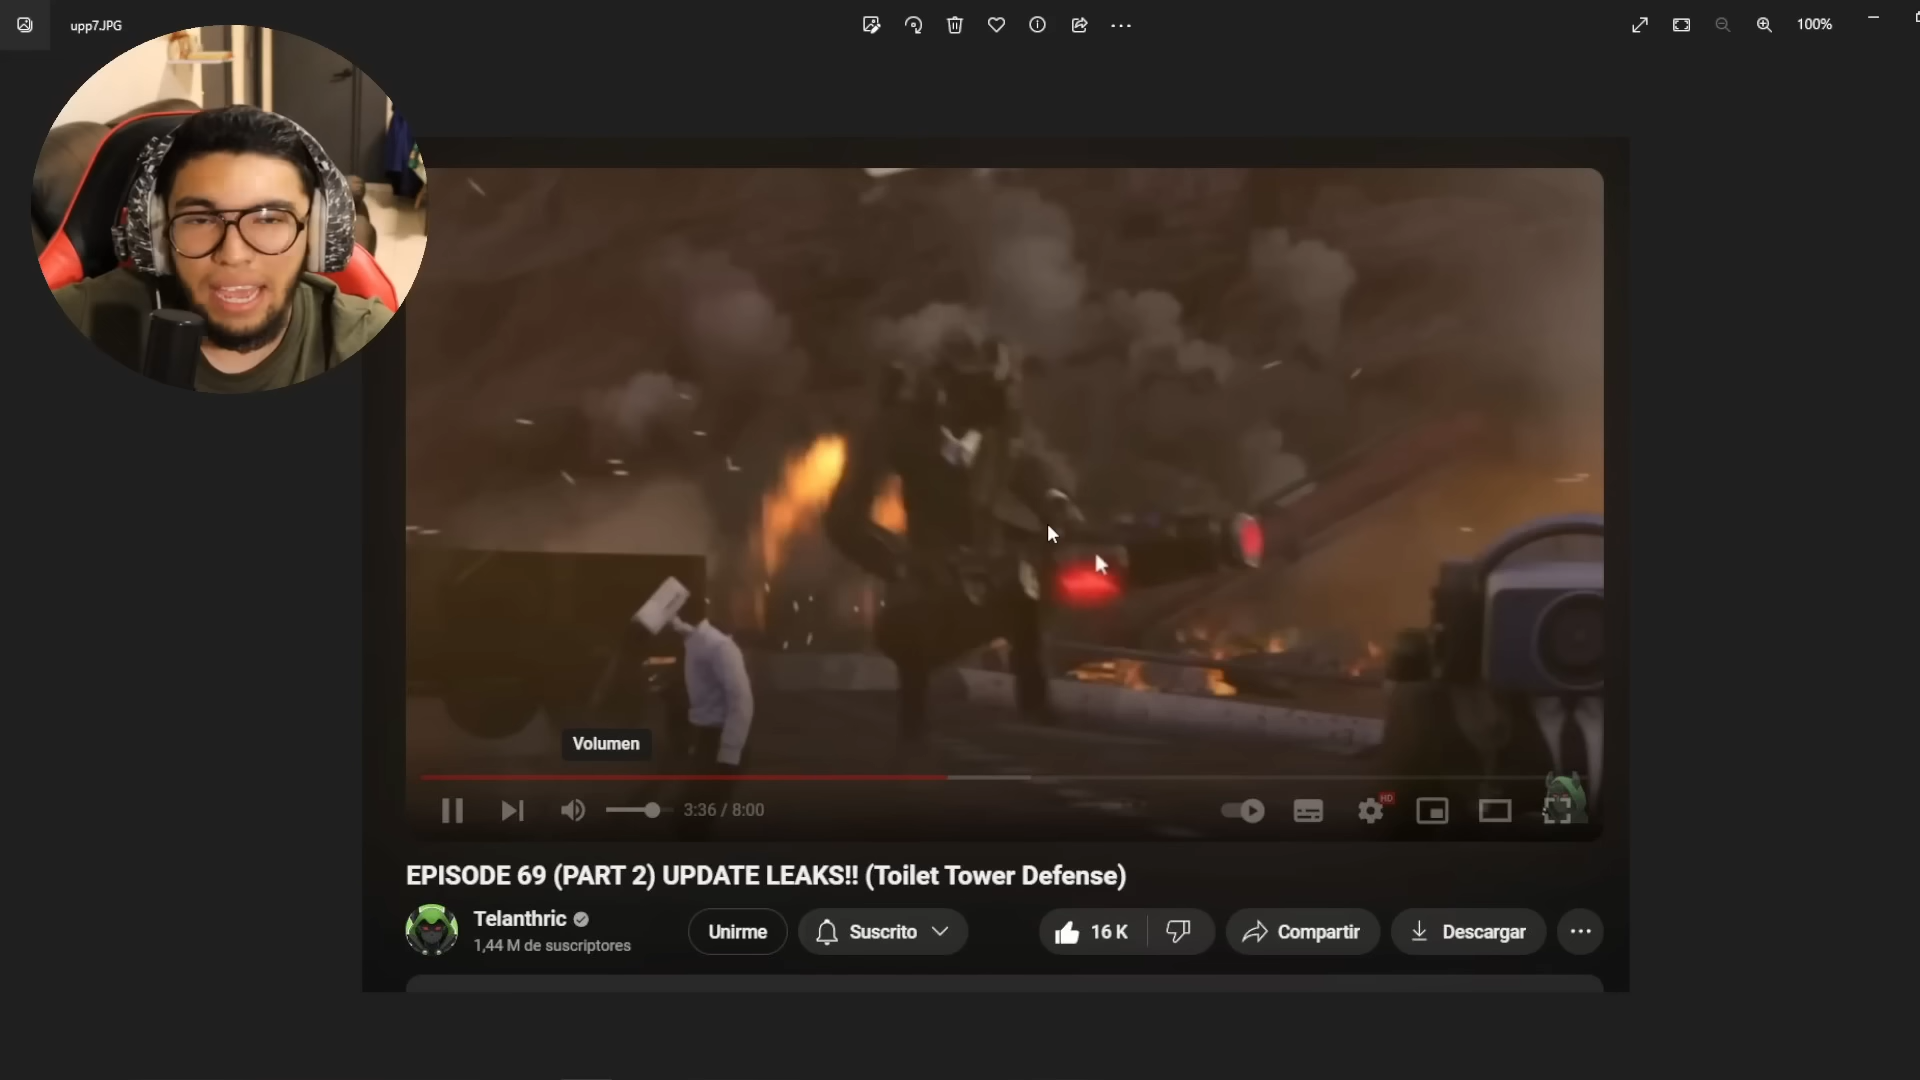 upp7.JPG
100%
Volumen
3:36 / 8:00
HD
EPISODE 69 (PART 2) UPDATE LEAKS!! (Toilet Tower Defense)
Telanthric
1,44 M de suscriptores
Unirme
Suscrito
16 K
Compartir
Descargar